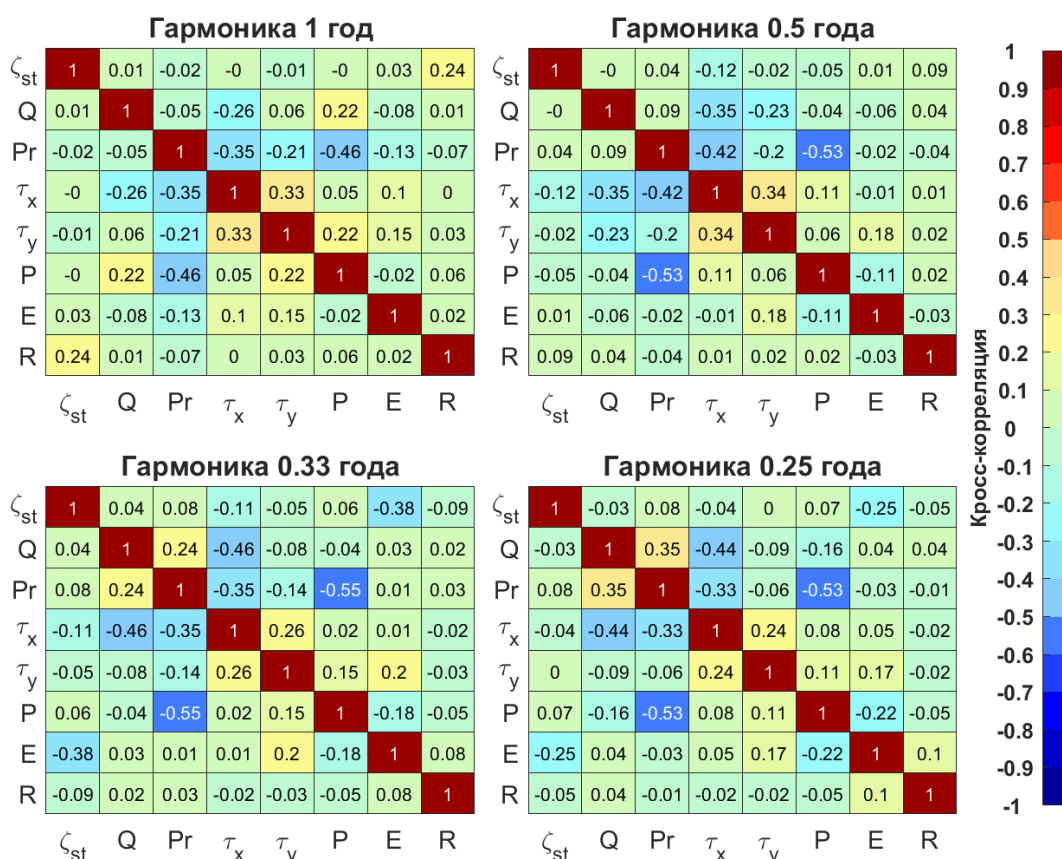 Гармоника 1 год
ζst 1 0.01 -0.02 -0 -0.01 -0 0.03 0.24
Q 0.01 1 -0.05 -0.26 0.06 0.22 -0.08 0.01
Pr -0.02 -0.05 1 -0.35 -0.21 -0.46 -0.13 -0.07
τx -0 -0.26 -0.35 1 0.33 0.05 0.1 0
τy -0.01 0.06 -0.21 0.33 1 0.22 0.15 0.03
P -0 0.22 -0.46 0.05 0.22 1 -0.02 0.06
E 0.03 -0.08 -0.13 0.1 0.15 -0.02 1 0.02
R 0.24 0.01 -0.07 0 0.03 0.06 0.02 1
ζst Q Pr τx τy P E R
Гармоника 0.5 года
ζst 1 -0 0.04 -0.12 -0.02 -0.05 0.01 0.09
Q -0 1 0.09 -0.35 -0.23 -0.04 -0.06 0.04
Pr 0.04 0.09 1 -0.42 -0.2 -0.53 -0.02 -0.04
τx -0.12 -0.35 -0.42 1 0.34 0.11 -0.01 0.01
τy -0.02 -0.23 -0.2 0.34 1 0.06 0.18 0.02
P -0.05 -0.04 -0.53 0.11 0.06 1 -0.11 0.02
E 0.01 -0.06 -0.02 -0.01 0.18 -0.11 1 -0.03
R 0.09 0.04 -0.04 0.01 0.02 0.02 -0.03 1
ζst Q Pr τx τy P E R
Гармоника 0.33 года
ζst 1 0.04 0.08 -0.11 -0.05 0.06 -0.38 -0.09
Q 0.04 1 0.24 -0.46 -0.08 -0.04 0.03 0.02
Pr 0.08 0.24 1 -0.35 -0.14 -0.55 0.01 0.03
τx -0.11 -0.46 -0.35 1 0.26 0.02 0.01 -0.02
τy -0.05 -0.08 -0.14 0.26 1 0.15 0.2 -0.03
P 0.06 -0.04 -0.55 0.02 0.15 1 -0.18 -0.05
E -0.38 0.03 0.01 0.01 0.2 -0.18 1 0.08
R -0.09 0.02 0.03 -0.02 -0.03 -0.05 0.08 1
ζst Q Pr τx τy P E R
Гармоника 0.25 года
ζst 1 -0.03 0.08 -0.04 0 0.07 -0.25 -0.05
Q -0.03 1 0.35 -0.44 -0.09 -0.16 0.04 0.04
Pr 0.08 0.35 1 -0.33 -0.06 -0.53 -0.03 -0.01
τx -0.04 -0.44 -0.33 1 0.24 0.08 0.05 -0.02
τy 0 -0.09 -0.06 0.24 1 0.11 0.17 -0.02
P 0.07 -0.16 -0.53 0.08 0.11 1 -0.22 -0.05
E -0.25 0.04 -0.03 0.05 0.17 -0.22 1 0.1
R -0.05 0.04 -0.01 -0.02 -0.02 -0.05 0.1 1
ζst Q Pr τx τy P E R
Кросс-корреляция
1
0.9
0.8
0.7
0.6
0.5
0.4
0.3
0.2
0.1
0
-0.1
-0.2
-0.3
-0.4
-0.5
-0.6
-0.7
-0.8
-0.9
-1